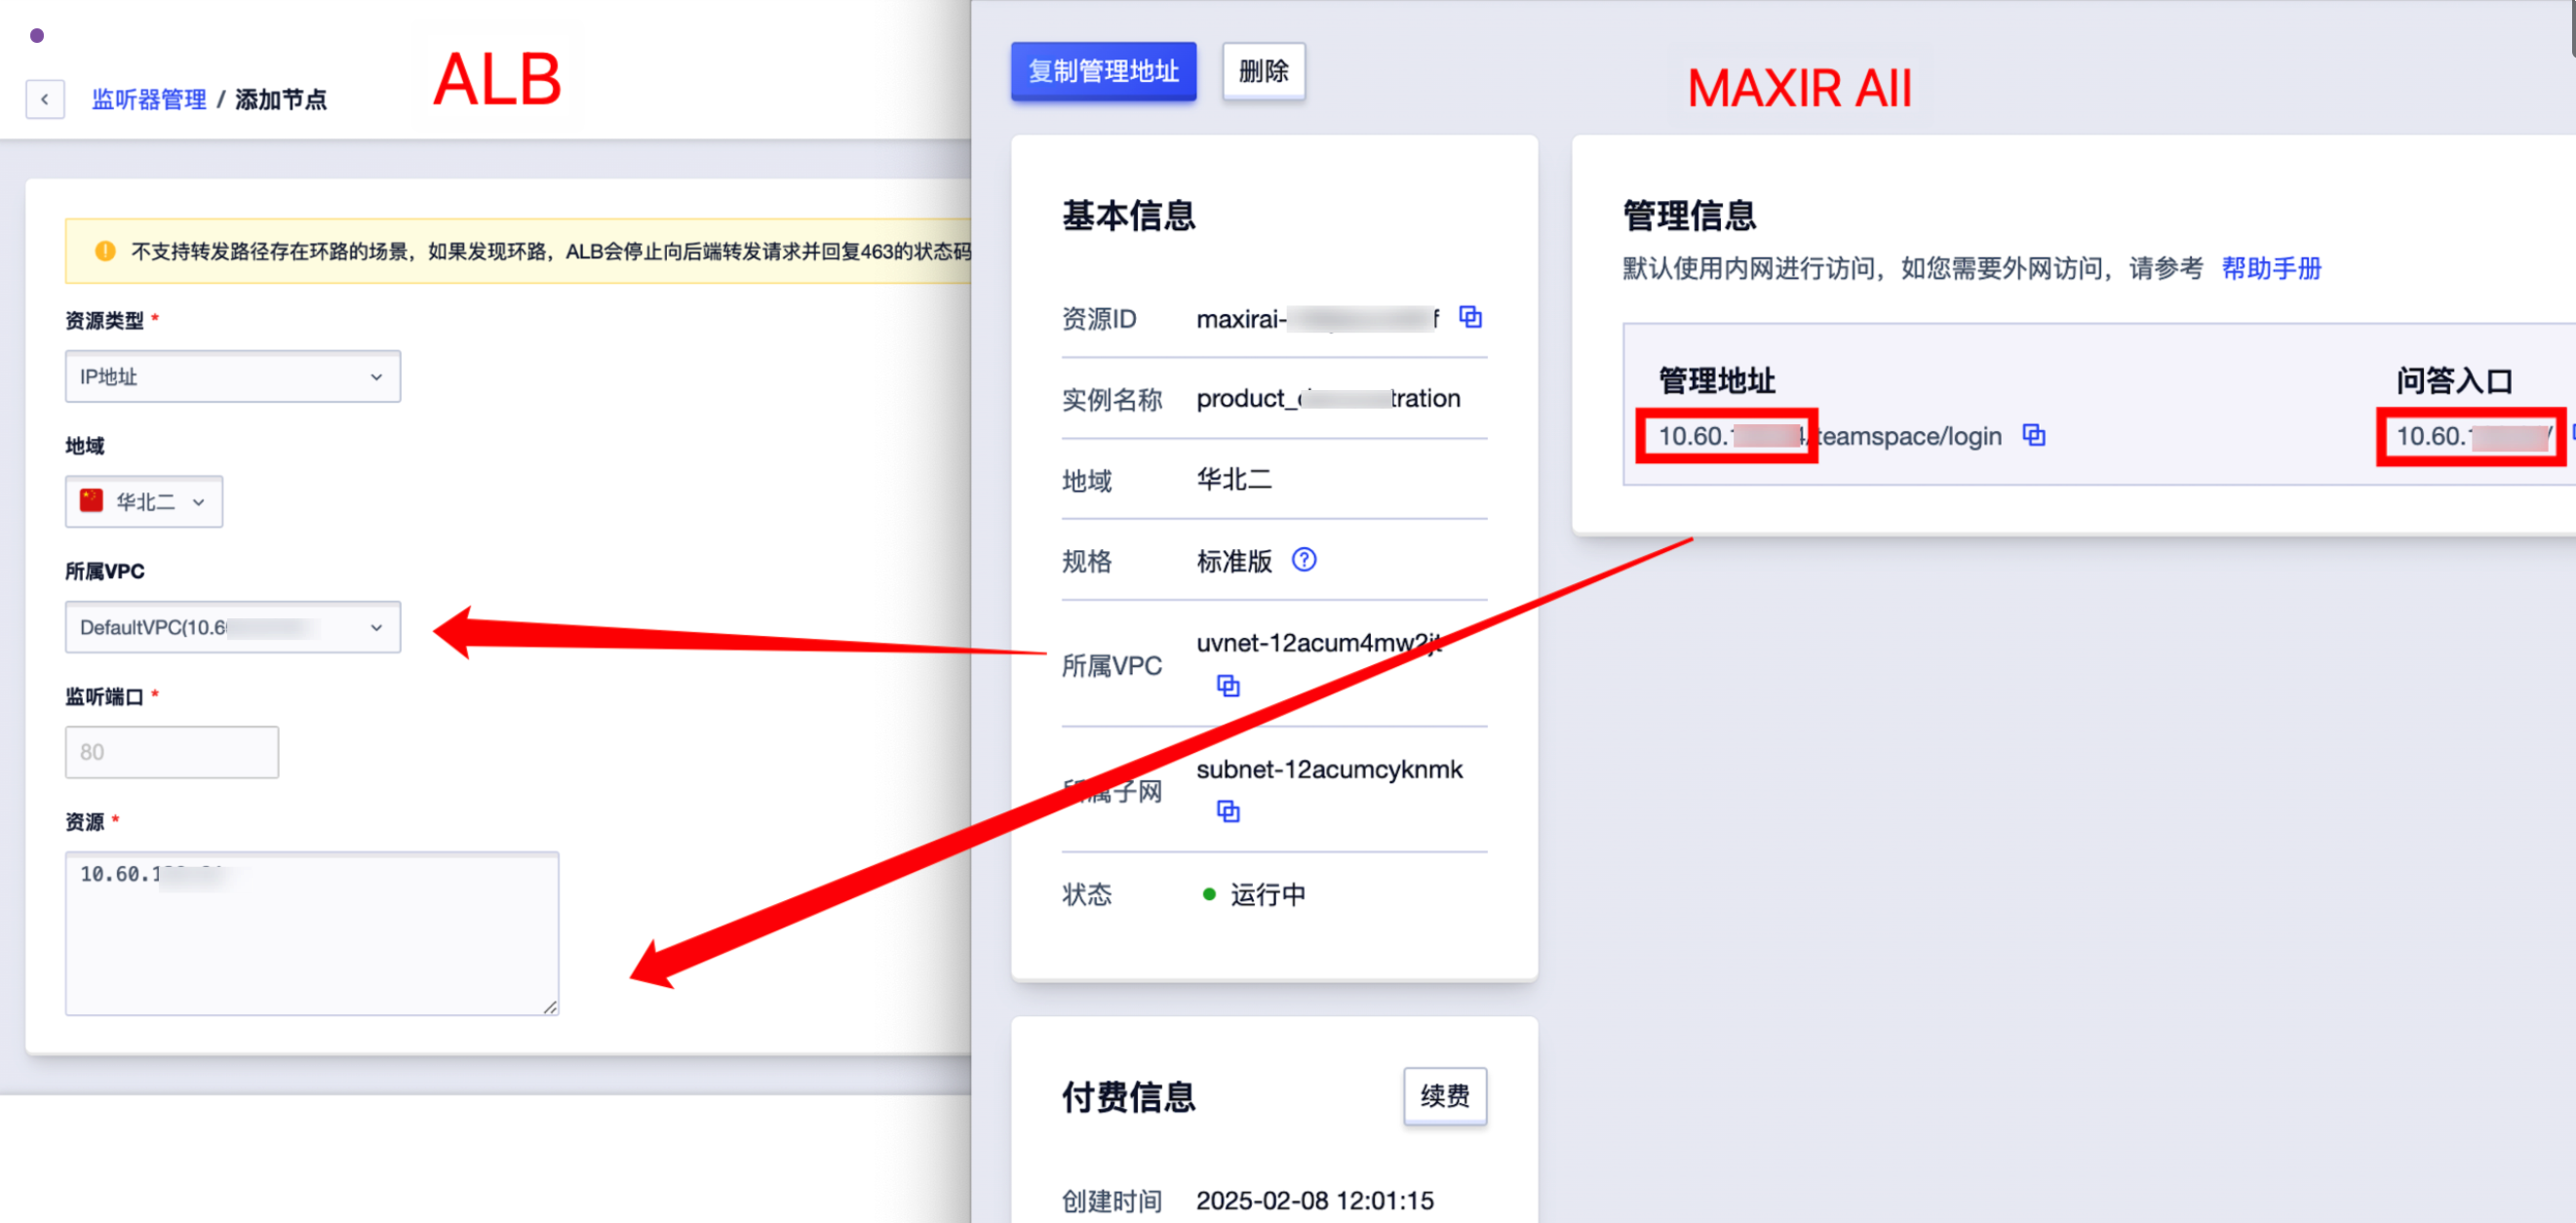 ALB
监听器管理 / 添加节点
不支持转发路径存在环路的场景，如果发现环路，ALB会停止向后端转发请求并回复463的状态码
资源类型 *
IP地址
地域
华北二
所属VPC
DefaultVPC(10.6
监听端口 *
80
资源 *
10.60.1
复制管理地址
删除
MAXIR AII
基本信息
资源ID maxirai- f
实例名称 product_ tration
地域 华北二
规格 标准版
所属VPC uvnet-12acum4mw2jt
所属子网 subnet-12acumcyknmk
状态 运行中
付费信息
续费
创建时间 2025-02-08 12:01:15
管理信息
默认使用内网进行访问，如您需要外网访问，请参考 帮助手册
管理地址 问答入口
10.60. /teamspace/login 10.60. /